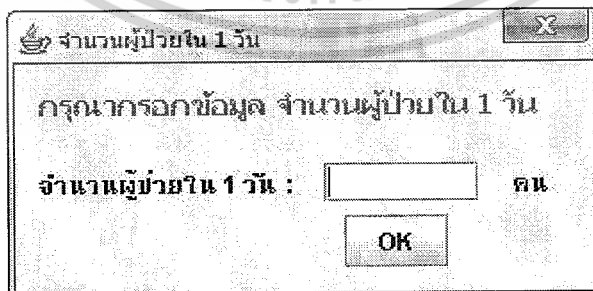 จำนวนผู้ป่วยใน 1 วัน
กรุณากรอกข้อมูล จำนวนผู้ป่วยใน 1 วัน
จำนวนผู้ป่วยใน 1 วัน : คน
OK